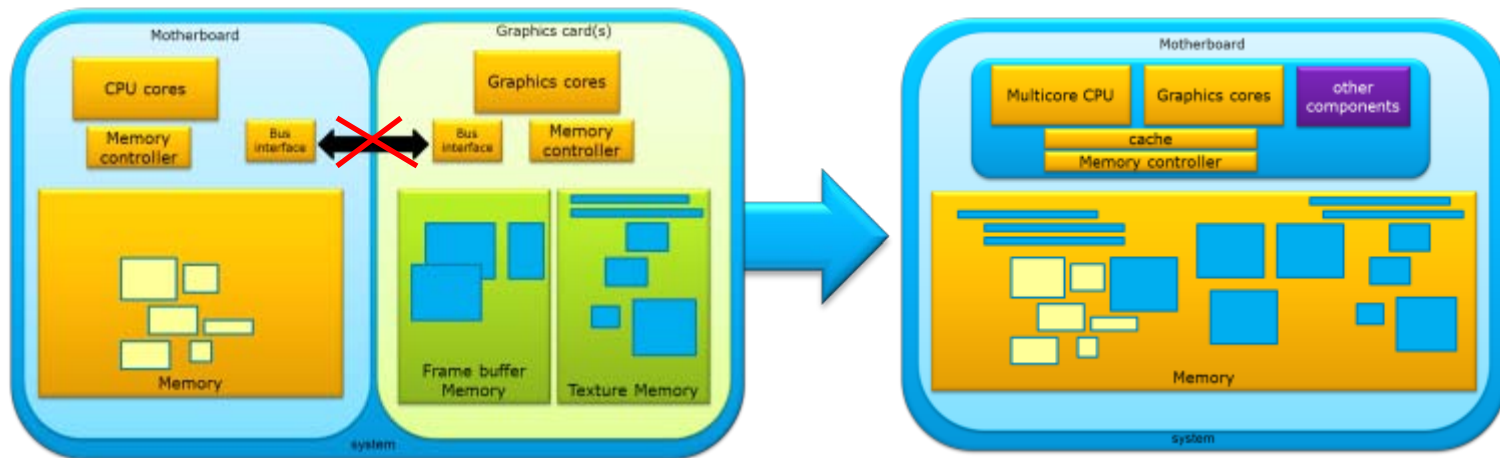 Motherboard
CPU cores
Memory
controller
Bus
interface
Memory
Graphics card(s)
Graphics cores
Bus
interface
Memory
controller
Frame buffer
Memory
Texture Memory
system
Motherboard
Multicore CPU
Graphics cores
other
components
cache
Memory controller
Memory
system